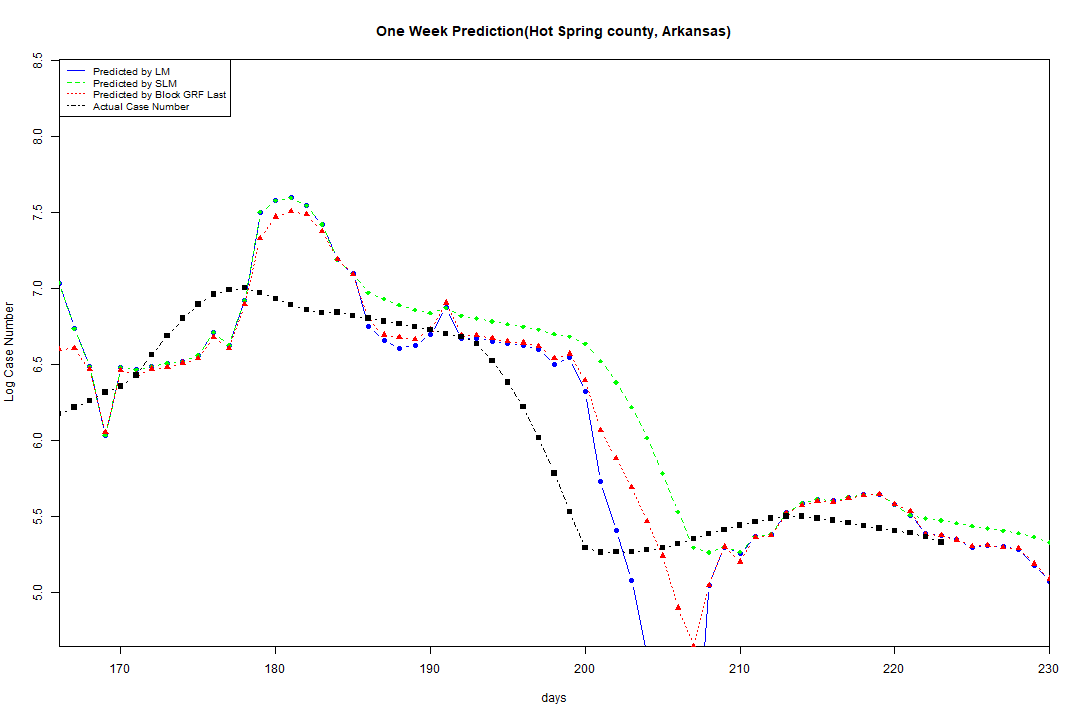 One Week Prediction(Hot Spring county, Arkansas)
Predicted by LM
Predicted by SLM
Predicted by Block GRF Last
Actual Case Number
8.5
8.0
7.5
7.0
6.5
6.0
5.5
5.0
Log Case Number
170 180 190 200 210 220 230
days